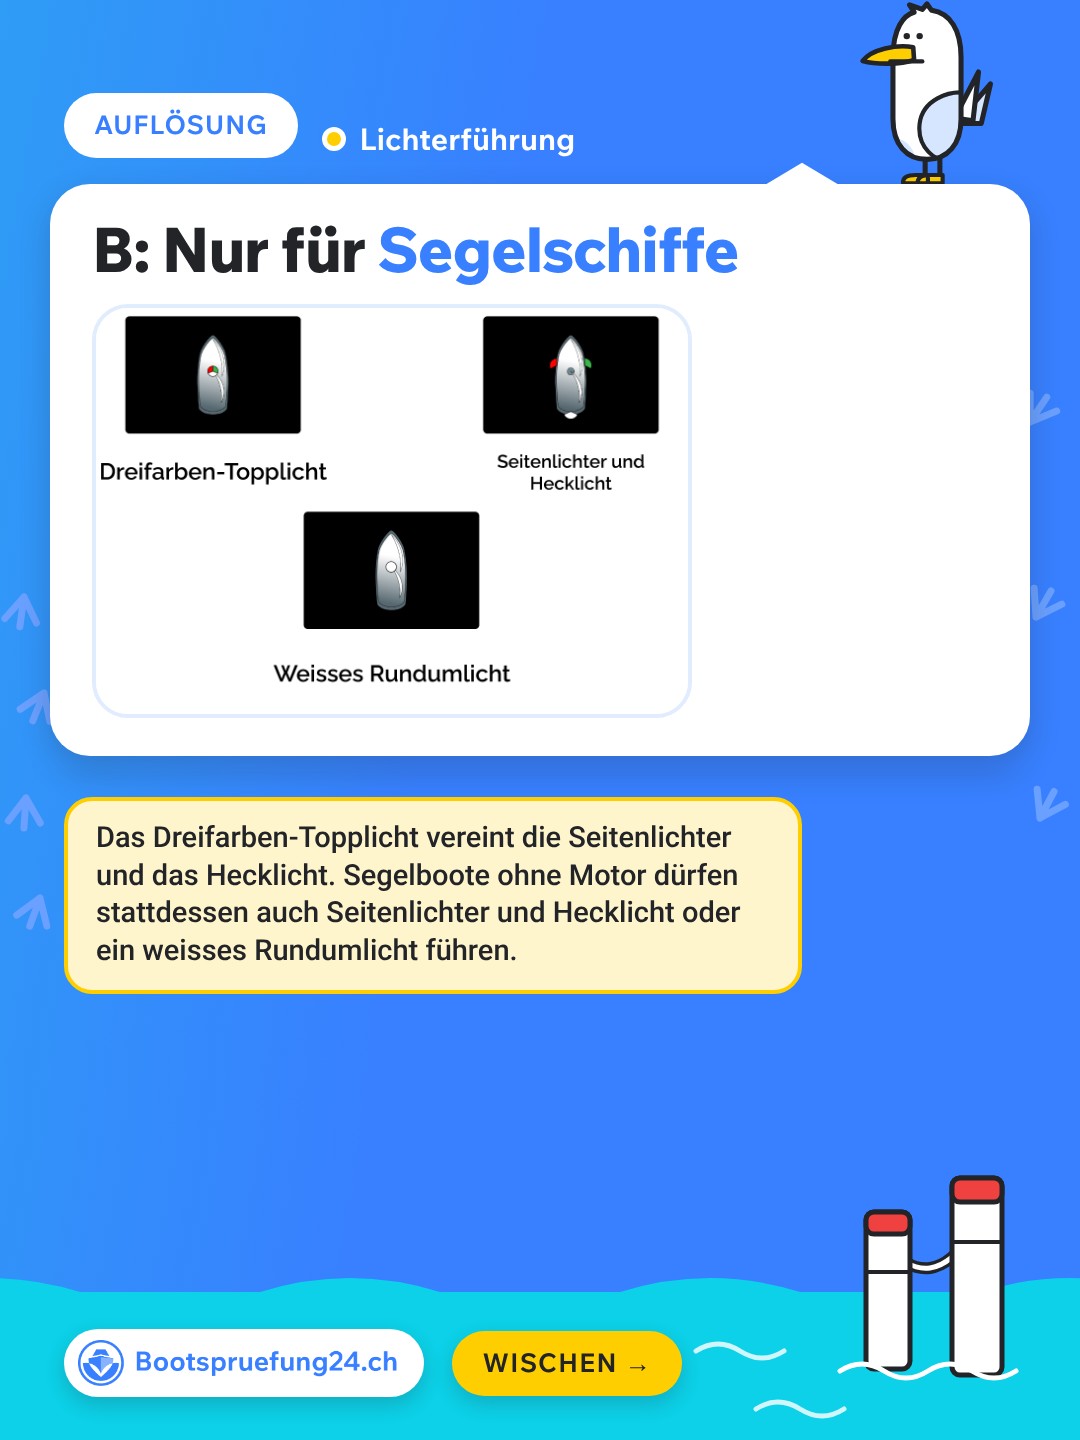 AUFLÖSUNG
Lichterführung
B: Nur für Segelschiffe
Dreifarben-Topplicht
Seitenlichter und
Hecklicht
Weisses Rundumlicht
Das Dreifarben-Topplicht vereint die Seitenlichter
und das Hecklicht. Segelboote ohne Motor dürfen
stattdessen auch Seitenlichter und Hecklicht oder
ein weisses Rundumlicht führen.
Bootspruefung24.ch
WISCHEN →